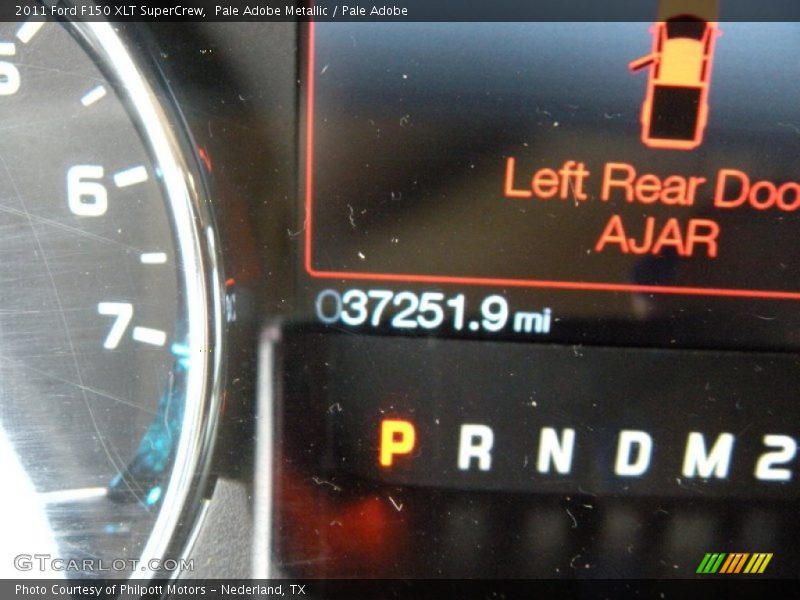 2011 Ford F150 XLT SuperCrew, Pale Adobe Metallic / Pale Adobe
5
6
7
Left Rear Doo
AJAR
037251.9 mi
P R N D M 2
GTCARLOT.COM
Photo Courtesy of Philpott Motors - Nederland, TX